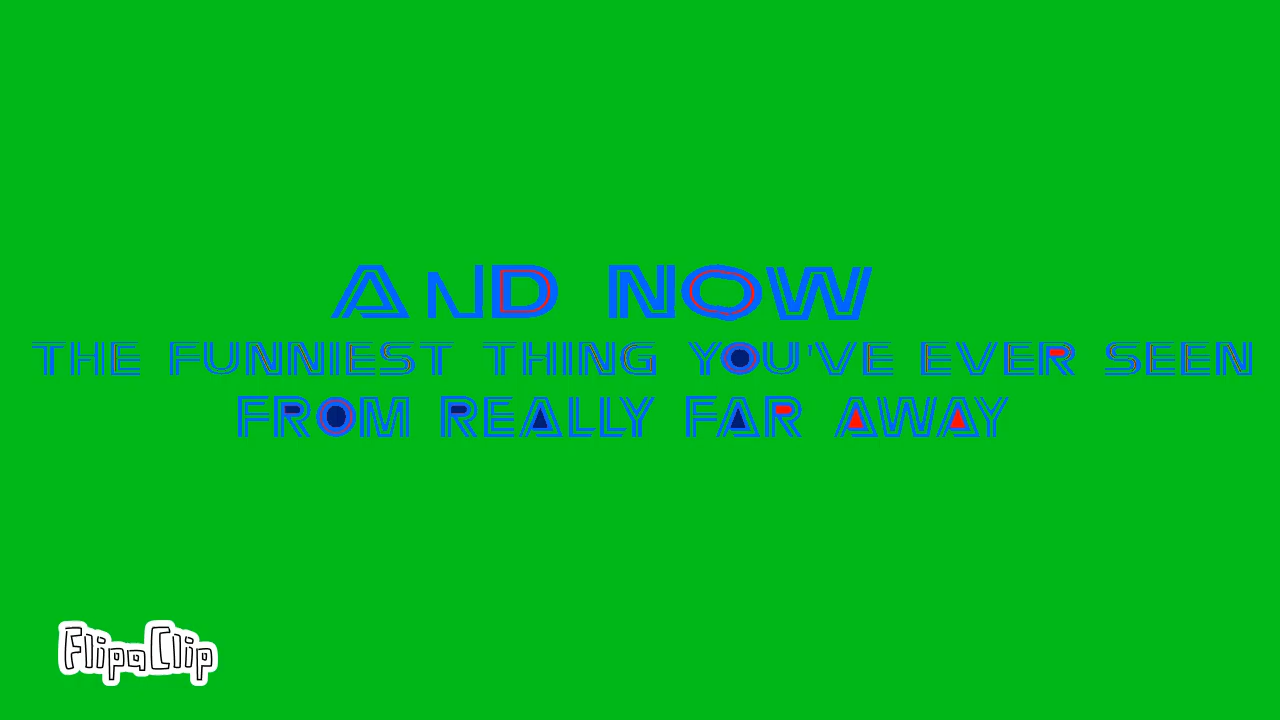 AND NOW
THE FUNNIEST THING YOU'VE EVER SEEN
FROM REALLY FAR AWAY
FlipaClip